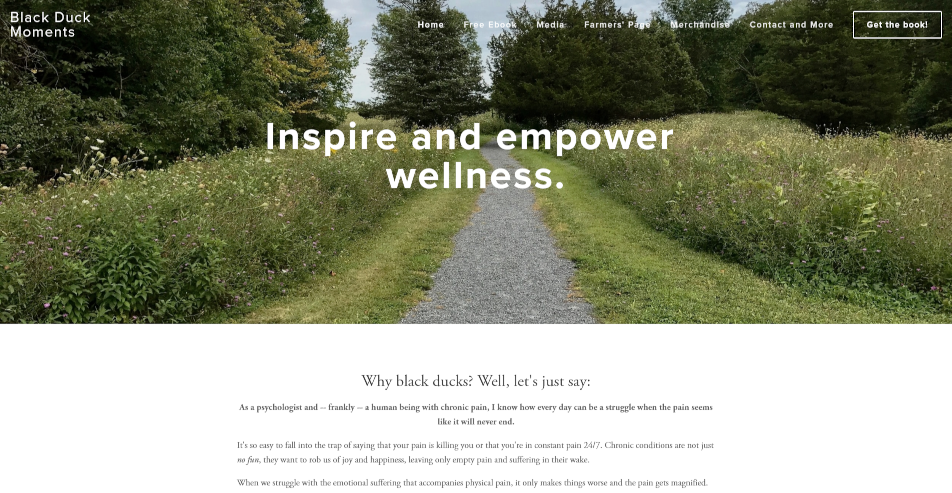 Black Duck
Moments
Home Free Ebook Media Farmers' Page Merchandise Contact and More Get the book!
Inspire and empower
wellness.
Why black ducks? Well, let's just say:
As a psychologist and — frankly — a human being with chronic pain, I know how every day can be a struggle when the pain seems
like it will never end.
It's so easy to fall into the trap of saying that your pain is killing you or that you're in constant pain 24/7. Chronic conditions are not just
no fun, they want to rob us of joy and happiness, leaving only empty pain and suffering in their wake.
When we struggle with the emotional suffering that accompanies physical pain, it only makes things worse and the pain gets magnified.